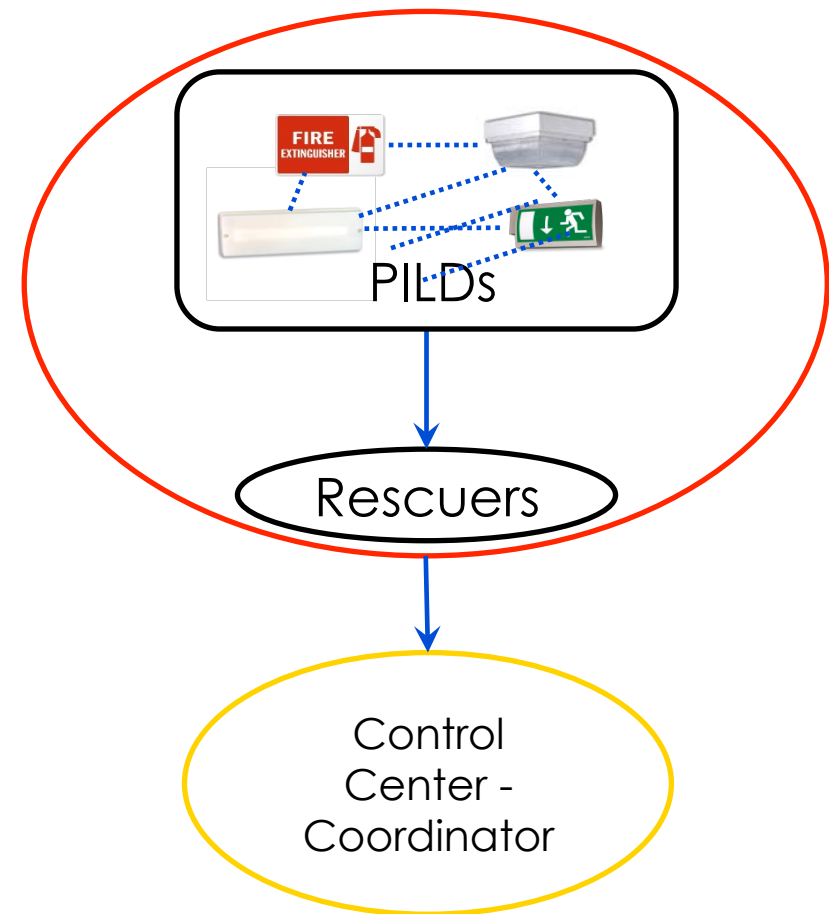 FIRE
EXTINGUISHER
PILDs
Rescuers
Control
Center -
Coordinator